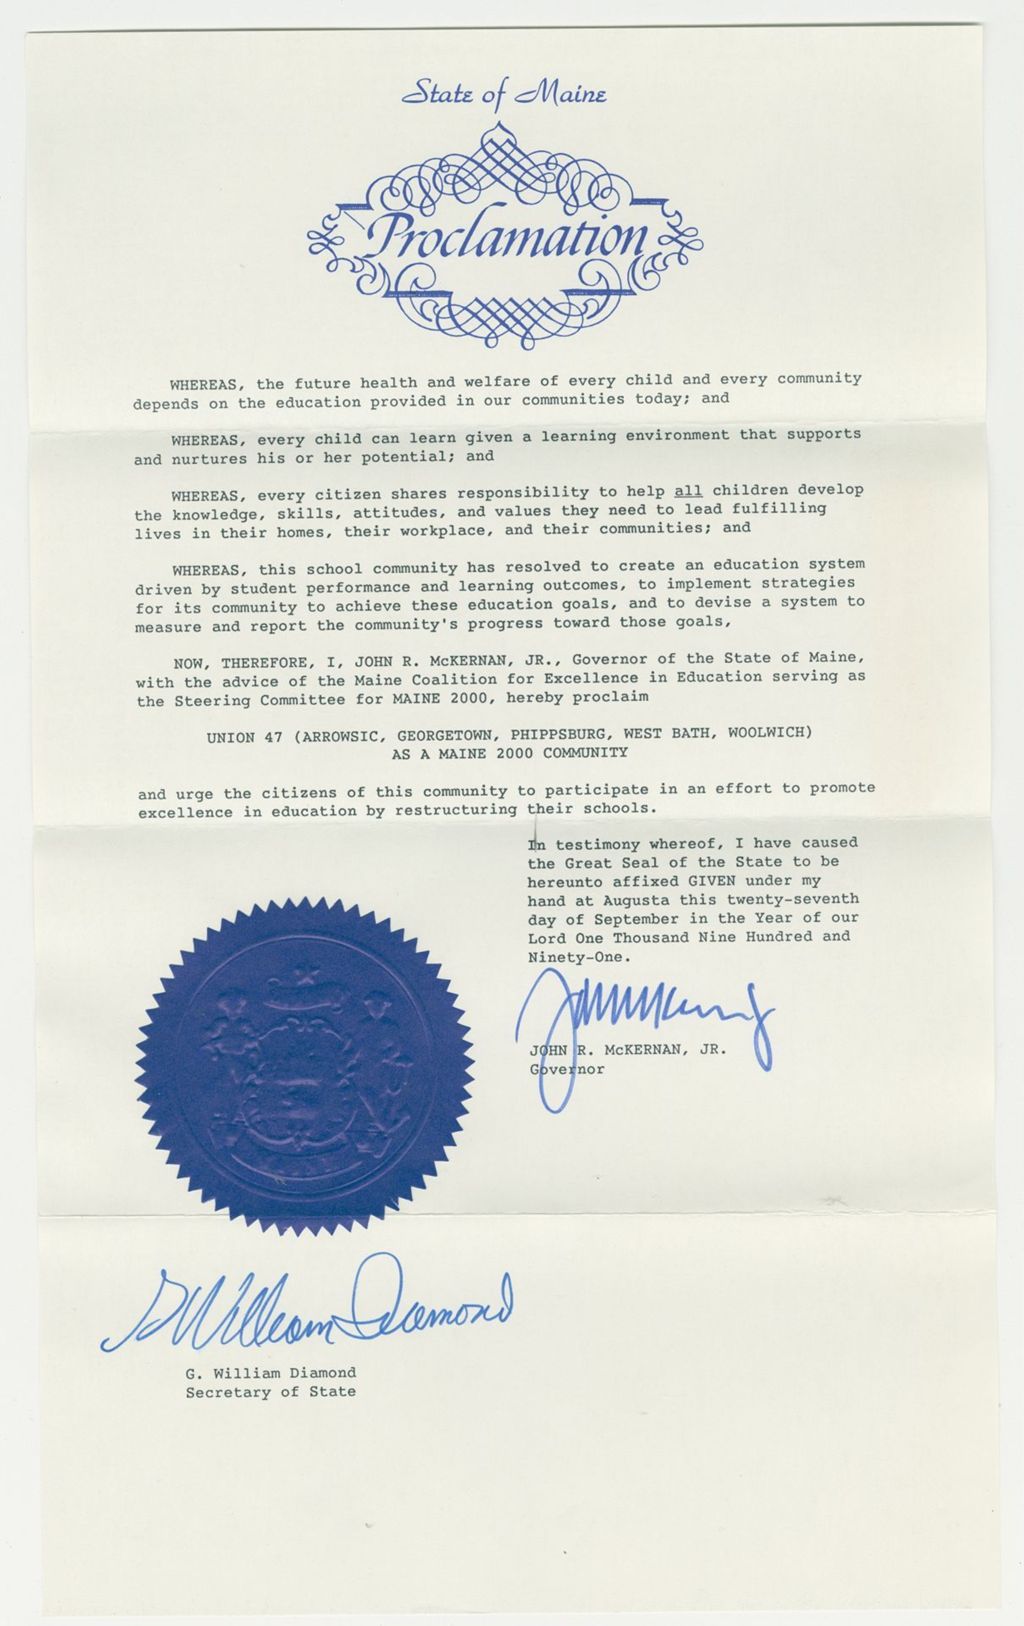 State of Maine
Proclamation
WHEREAS, the future health and welfare of every child and every community
depends on the education provided in our communities today; and
WHEREAS, every child can learn given a learning environment that supports
and nurtures his or her potential; and
WHEREAS, every citizen shares responsibility to help all children develop
the knowledge, skills, attitudes, and values they need to lead fulfilling
lives in their homes, their workplace, and their communities; and
WHEREAS, this school community has resolved to create an education system
driven by student performance and learning outcomes, to implement strategies
for its community to achieve these education goals, and to devise a system to
measure and report the community's progress toward those goals,
NOW, THEREFORE, I, JOHN R. McKERNAN, JR., Governor of the State of Maine,
with the advice of the Maine Coalition for Excellence in Education serving as
the Steering Committee for MAINE 2000, hereby proclaim
UNION 47 (ARROWSIC, GEORGETOWN, PHIPPSBURG, WEST BATH, WOOLWICH)
AS A MAINE 2000 COMMUNITY
and urge the citizens of this community to participate in an effort to promote
excellence in education by restructuring their schools.
In testimony whereof, I have caused
the Great Seal of the State to be
hereunto affixed GIVEN under my
hand at Augusta this twenty-seventh
day of September in the Year of our
Lord One Thousand Nine Hundred and
Ninety-One.
JOHN R. McKERNAN, JR.
Governor
G William Diamond
G. William Diamond
Secretary of State